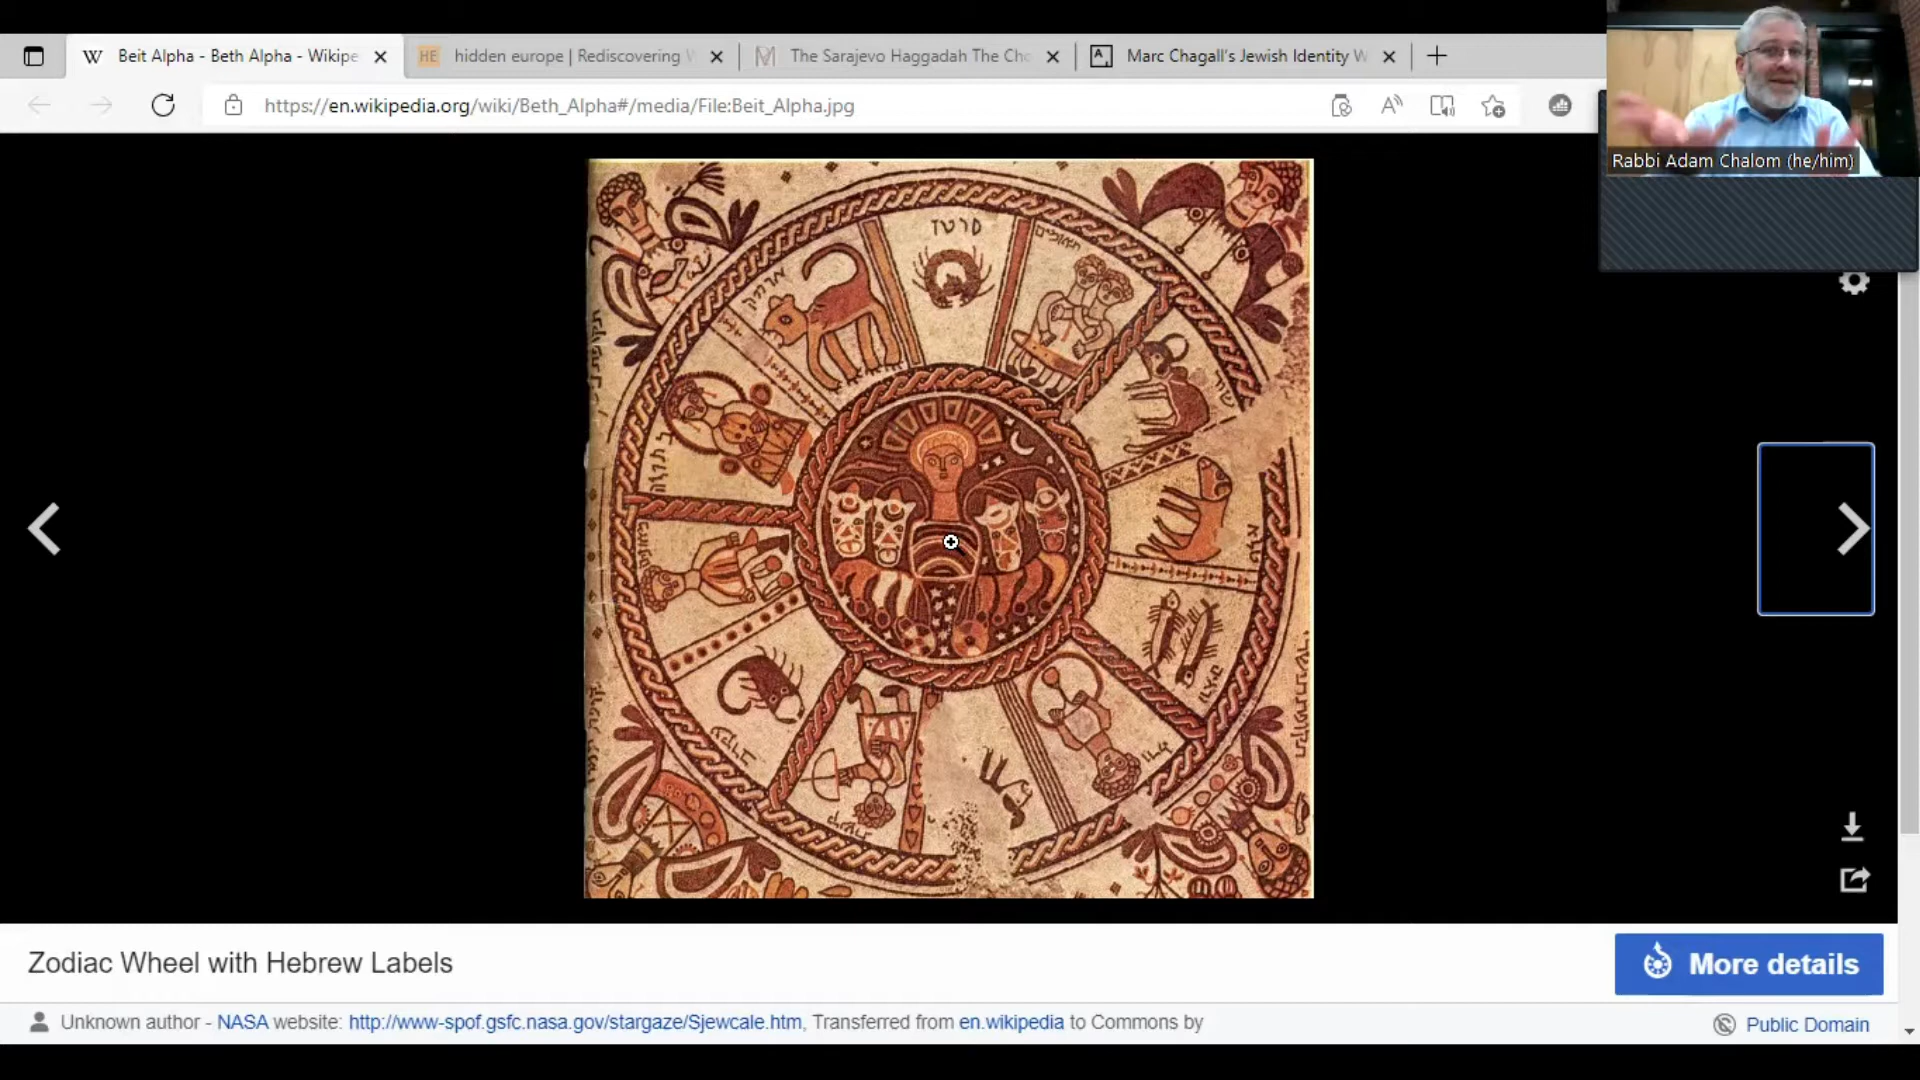 Beit Alpha - Beth Alpha - Wikipe
HE
hidden europe | Rediscovering
The Sarajevo Haggadah The Cho
Marc Chagall's Jewish Identity W
https://en.wikipedia.org/wiki/Beth_Alpha#/media/File:Beit_Alpha.jpg
Rabbi Adam Chalom (he/him)
סרטן
Zodiac Wheel with Hebrew Labels
More details
Unknown author - NASA website: http://www-spof.gsfc.nasa.gov/stargaze/Sjewcale.htm, Transferred from en.wikipedia to Commons by
Public Domain